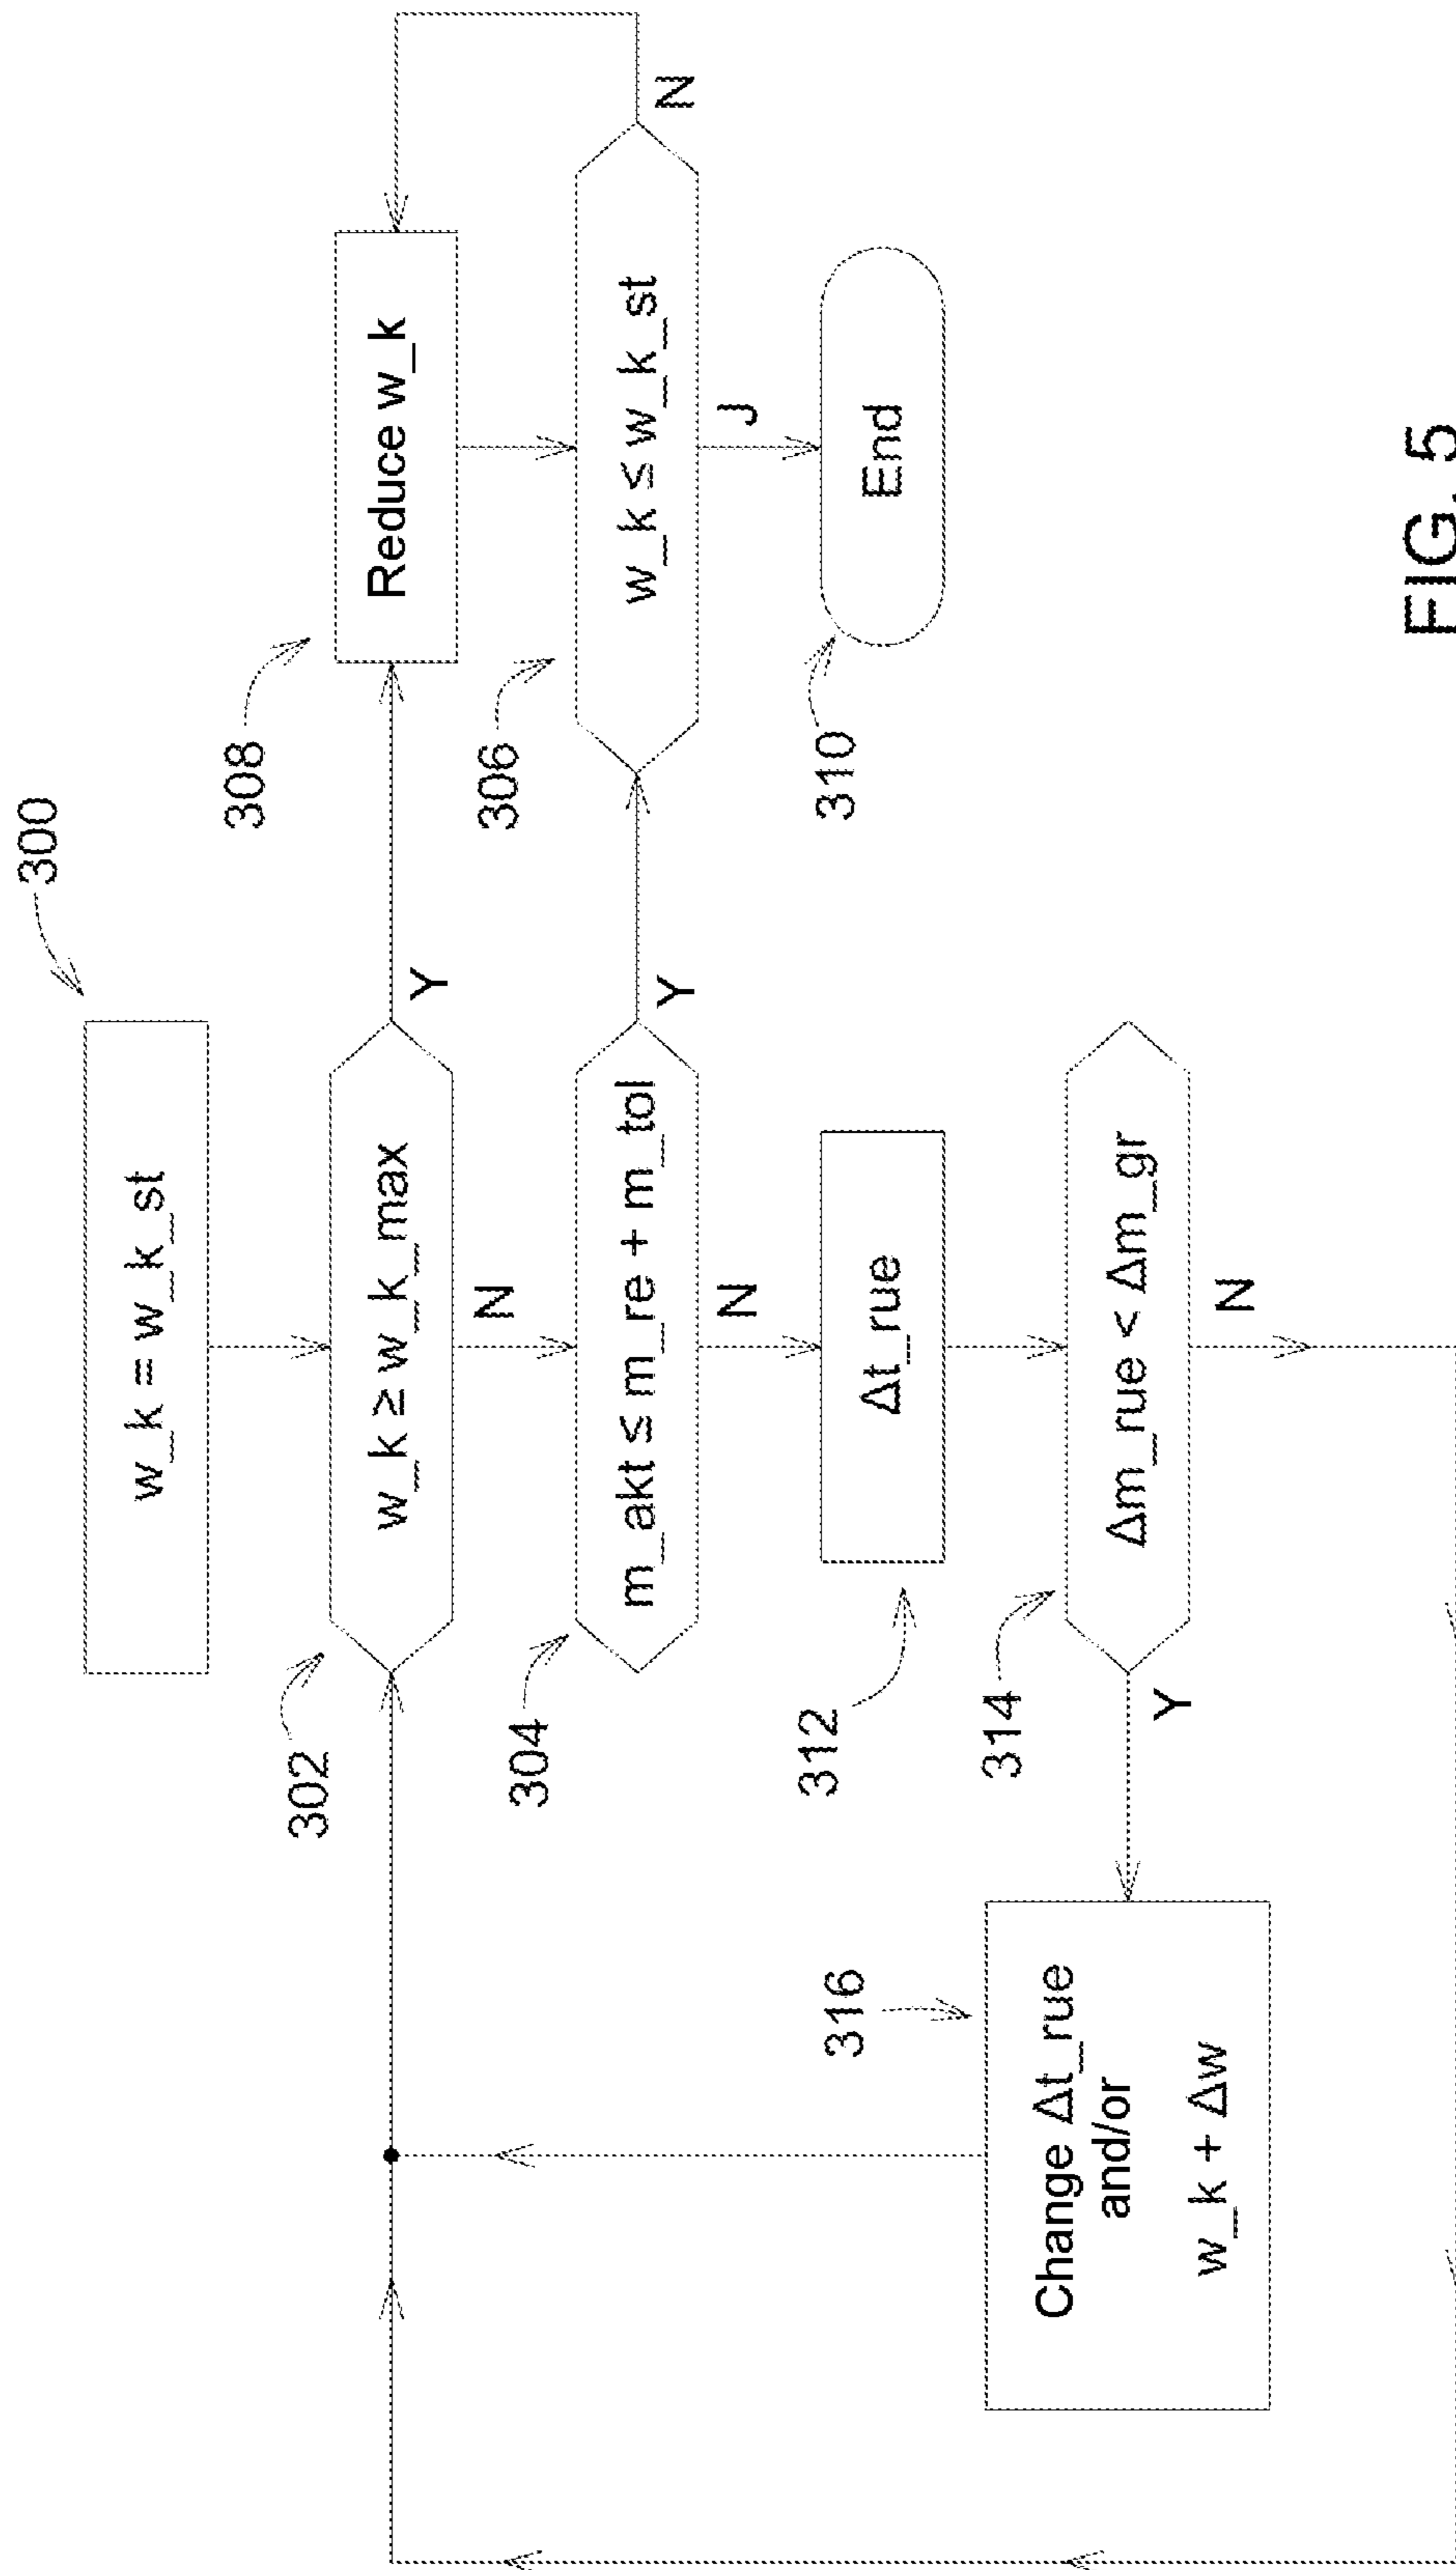 300
w_k = w_k_st
302
w_k ≥ w_k_max
Y
N
308
Reduce w_k
304
m_akt ≤ m_re + m_tol
Y
N
306
w_k ≤ w_k_st
N
J
312
Δt_rue
310
End
314
Δm_rue < Δm_gr
Y
N
316
Change Δt_rue
and/or
w_k + Δw
FIG. 5